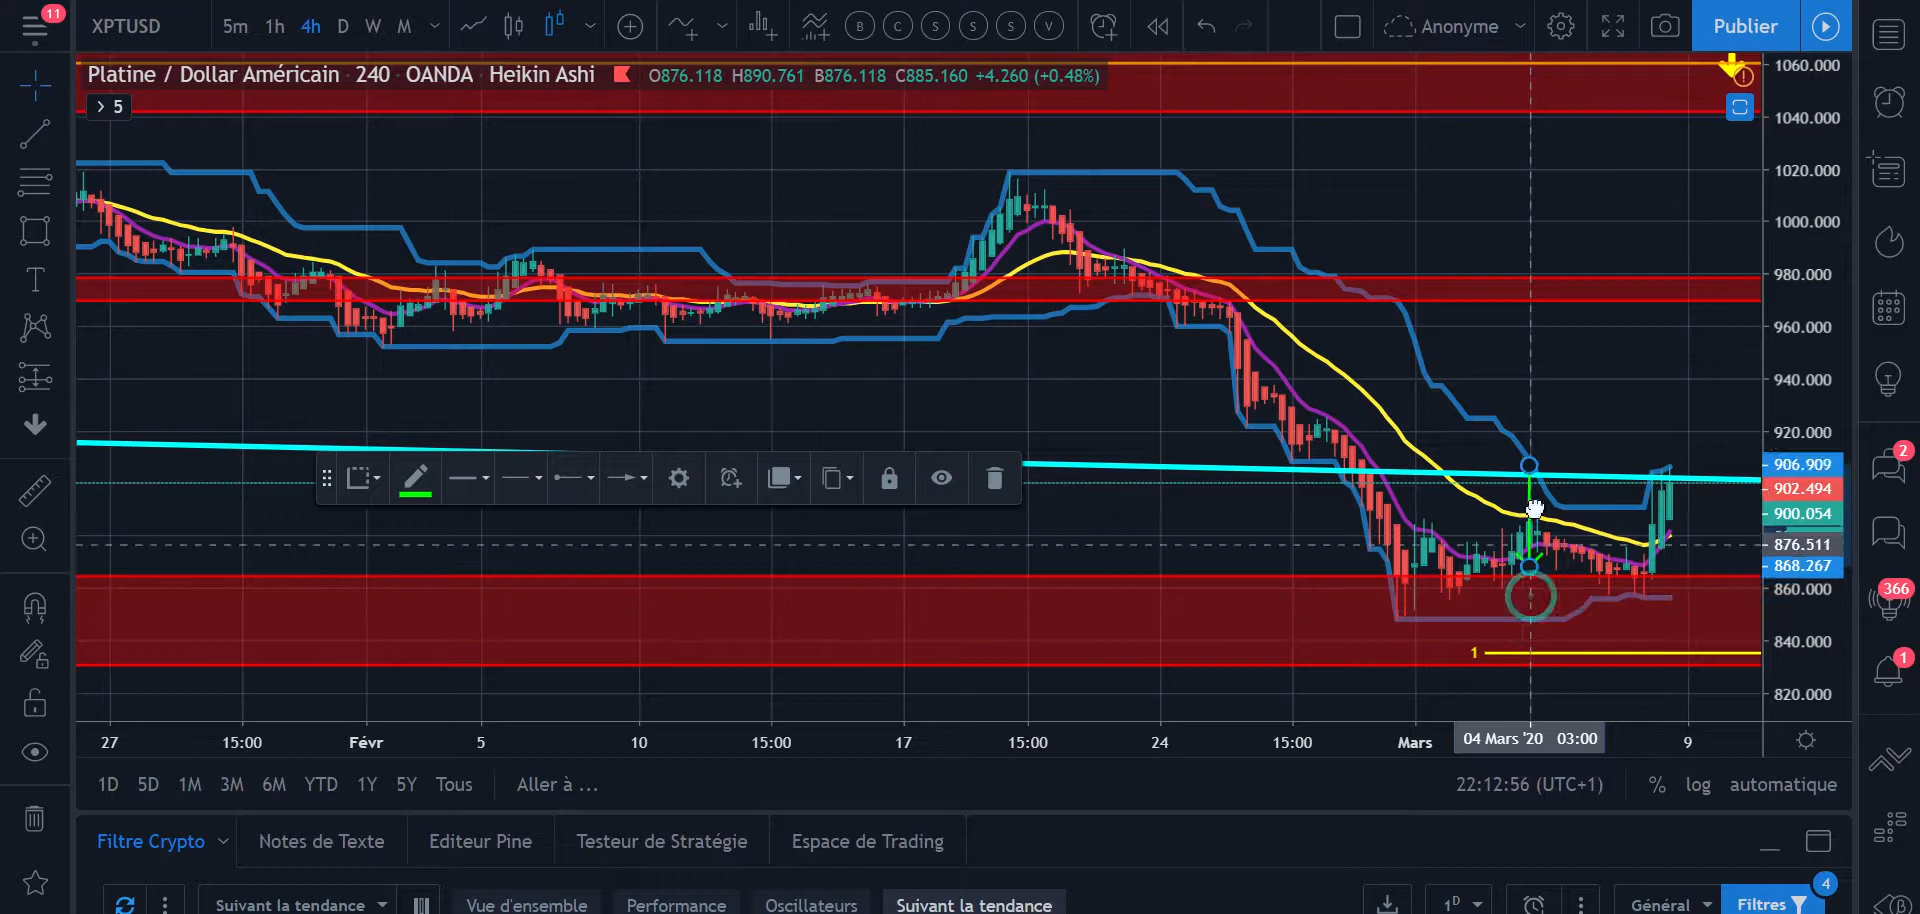 11
XPTUSD
5m 1h 4h D W M
B C S S S V
Anonyme
Publier
Platine / Dollar Américain · 240 · OANDA · Heikin Ashi
O876.118 H890.761 B876.118 C885.160 +4.260 (+0.48%)
5
1060.000
1040.000
1020.000
1000.000
980.000
960.000
940.000
920.000
906.909
902.494
900.054
876.511
868.267
860.000
840.000
820.000
1
27 15:00 Févr 5 10 15:00 17 15:00 24 15:00 Mars 04 Mars '20 03:00 9
2
366
1
1D 5D 1M 3M 6M YTD 1Y 5Y Tous Aller à ...
22:12:56 (UTC+1) % log automatique
Filtre Crypto Notes de Texte Editeur Pine Testeur de Stratégie Espace de Trading
4
Suivant la tendance Vue d'ensemble Performance Oscillateurs Suivant la tendance 1D Général Filtres